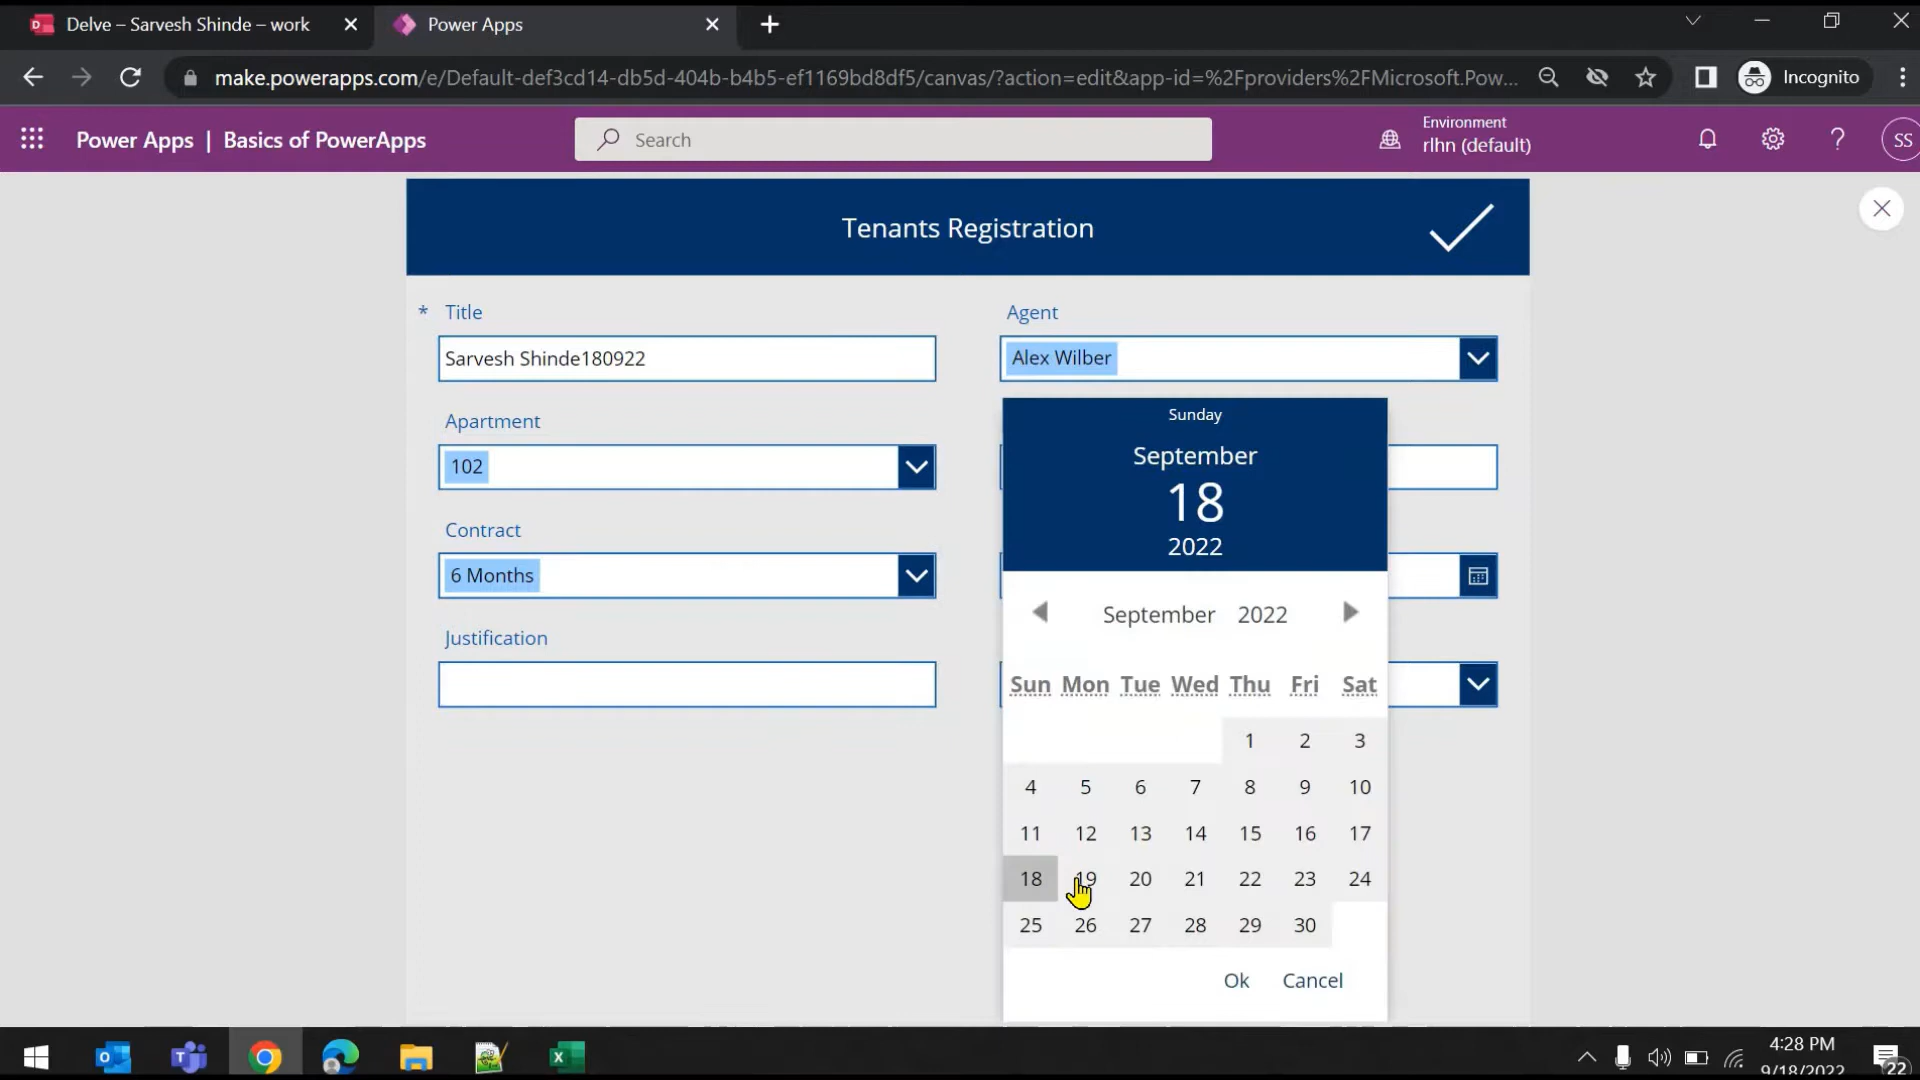 Delve – Sarvesh Shinde – work
Power Apps
make.powerapps.com/e/Default-def3cd14-db5d-404b-b4b5-ef1169bd8df5/canvas/?action=edit&app-id=%2Fproviders%2FMicrosoft.Pow...
Incognito
Power Apps | Basics of PowerApps
Search
Environment
rlhn (default)
SS
Tenants Registration
* Title
Sarvesh Shinde180922
Agent
Alex Wilber
Apartment
102
Contract
6 Months
Justification
Sunday
September
18
2022
September 2022
Sun Mon Tue Wed Thu Fri Sat
1 2 3
4 5 6 7 8 9 10
11 12 13 14 15 16 17
18 19 20 21 22 23 24
25 26 27 28 29 30
Ok Cancel
4:28 PM
9/18/2022
22